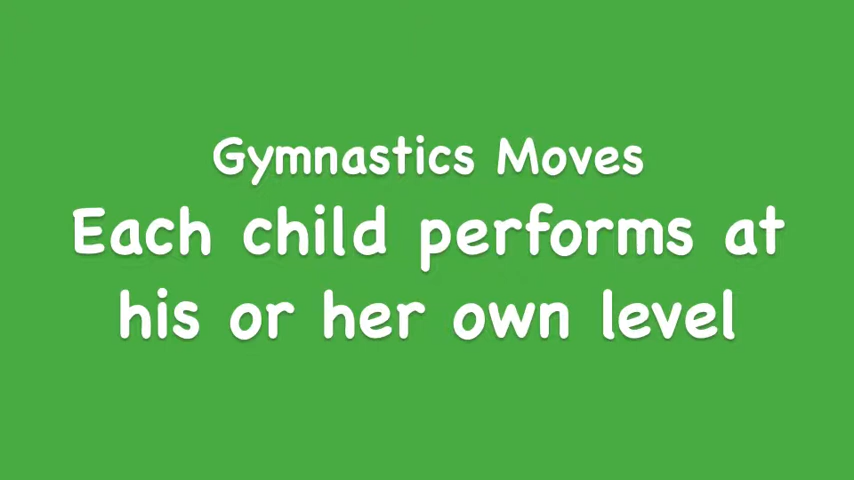 Gymnastics Moves
Each child performs at
his or her own level